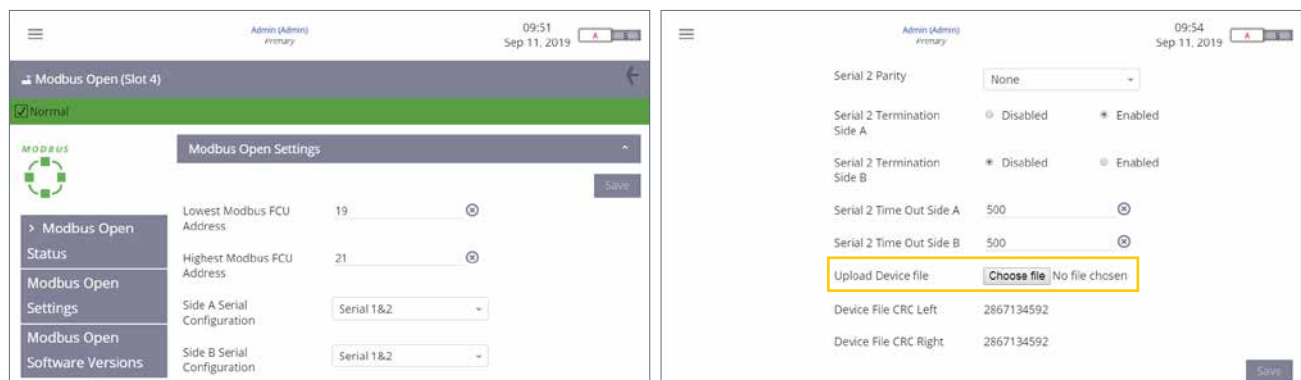 Admin (Admin)
Primary
09:51
Sep 11, 2019
A
Modbus Open (Slot 4)
Normal
MODBUS
Modbus Open Settings
Save
> Modbus Open
Status
Modbus Open
Settings
Modbus Open
Software Versions
Lowest Modbus FCU
Address
19
Highest Modbus FCU
Address
21
Side A Serial
Configuration
Serial 1&2
Side B Serial
Configuration
Serial 1&2
Admin (Admin)
Primary
09:54
Sep 11, 2019
A
Serial 2 Parity
None
Serial 2 Termination
Side A
Disabled
Enabled
Serial 2 Termination
Side B
Disabled
Enabled
Serial 2 Time Out Side A
500
Serial 2 Time Out Side B
500
Upload Device file
Choose file No file chosen
Device File CRC Left
2867134592
Device File CRC Right
2867134592
Save